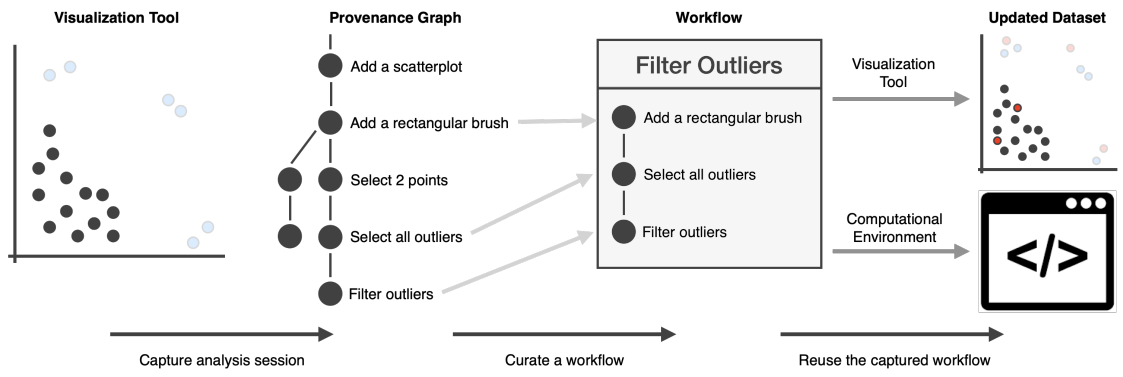 Visualization Tool
Provenance Graph
Workflow
Updated Dataset
Add a scatterplot
Add a rectangular brush
Select 2 points
Select all outliers
Filter outliers
Filter Outliers
Add a rectangular brush
Select all outliers
Filter outliers
Visualization
Tool
Computational
Environment
</>
Capture analysis session
Curate a workflow
Reuse the captured workflow